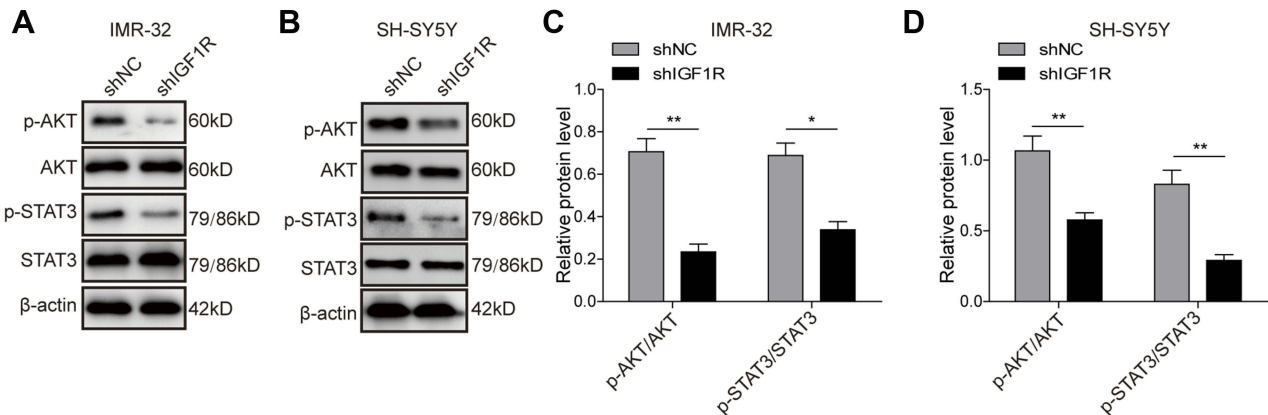 A
IMR-32
shNC
shIGF1R
p-AKT 60kD
AKT 60kD
p-STAT3 79/86kD
STAT3 79/86kD
β-actin 42kD
B
SH-SY5Y
shNC
shIGF1R
p-AKT 60kD
AKT 60kD
p-STAT3 79/86kD
STAT3 79/86kD
β-actin 42kD
C
IMR-32
shNC
shIGF1R
Relative protein level
1.0
0.8
0.6
0.4
0.2
0.0
**
*
p-AKT/AKT
p-STAT3/STAT3
D
SH-SY5Y
shNC
shIGF1R
Relative protein level
1.5
1.0
0.5
0.0
**
**
p-AKT/AKT
p-STAT3/STAT3